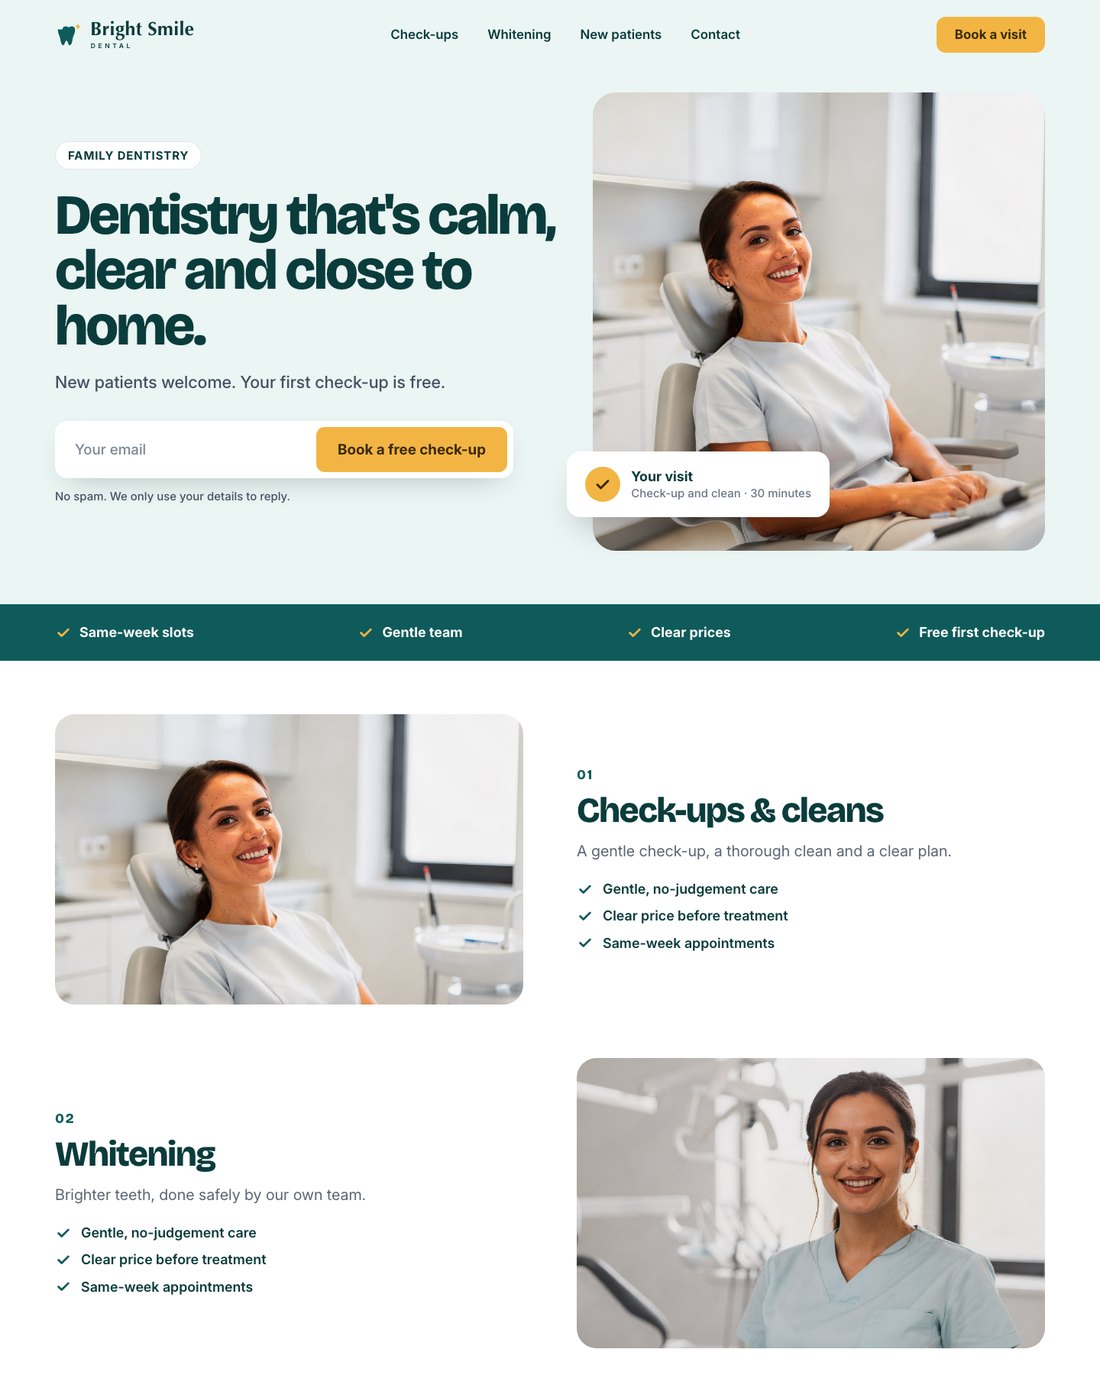 Bright Smile
DENTAL
Check-ups
Whitening
New patients
Contact
Book a visit
FAMILY DENTISTRY
Dentistry that's calm,
clear and close to
home.
New patients welcome. Your first check-up is free.
Your email
Book a free check-up
No spam. We only use your details to reply.
Your visit
Check-up and clean · 30 minutes
Same-week slots
Gentle team
Clear prices
Free first check-up
01
Check-ups & cleans
A gentle check-up, a thorough clean and a clear plan.
Gentle, no-judgement care
Clear price before treatment
Same-week appointments
02
Whitening
Brighter teeth, done safely by our own team.
Gentle, no-judgement care
Clear price before treatment
Same-week appointments